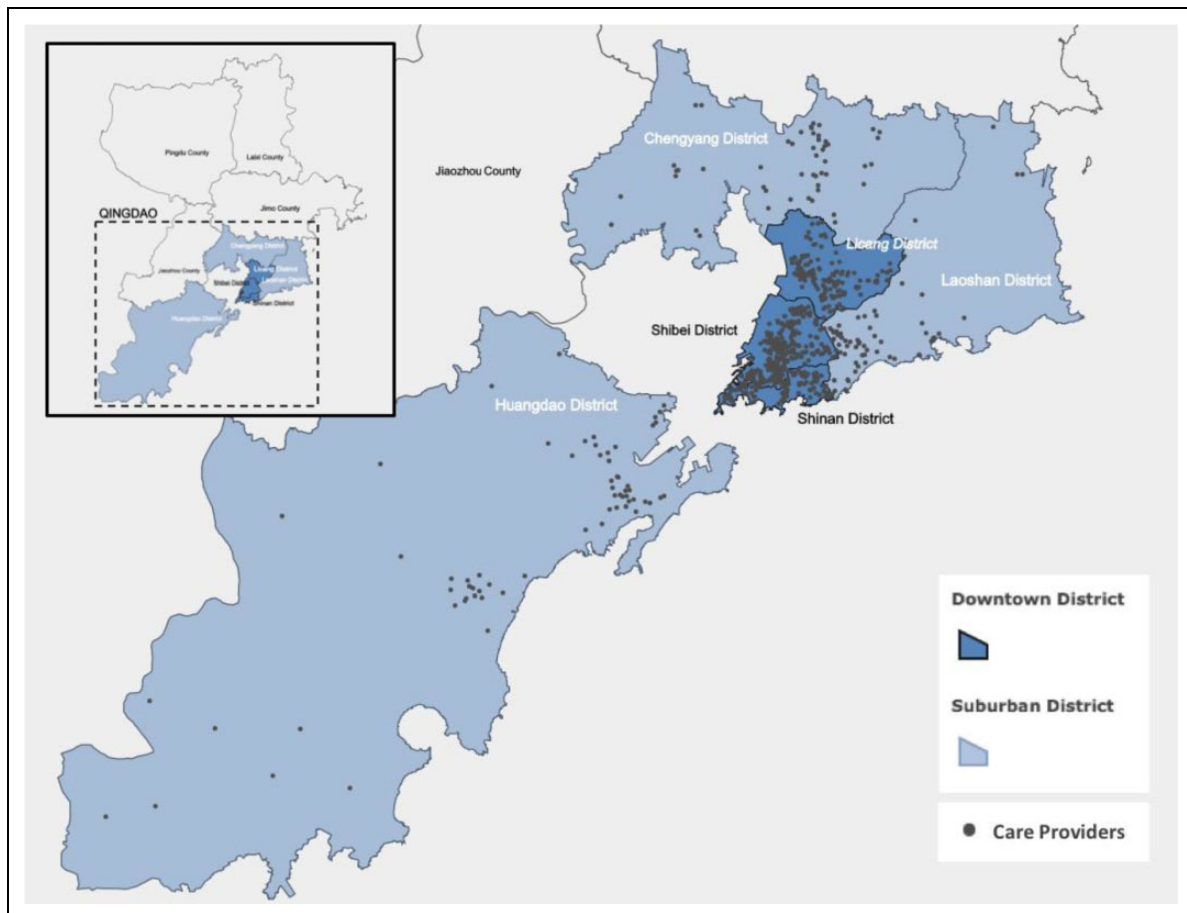 Pingdu County
Laixi County
Jimo County
QINGDAO
Chengyang District
Jiaozhou County
Licang District
Shibei District
Laoshan District
Shinan District
Huangdao District
Chengyang District
Jiaozhou County
Licang District
Laoshan District
Shibei District
Huangdao District
Shinan District
Downtown District
Suburban District
Care Providers